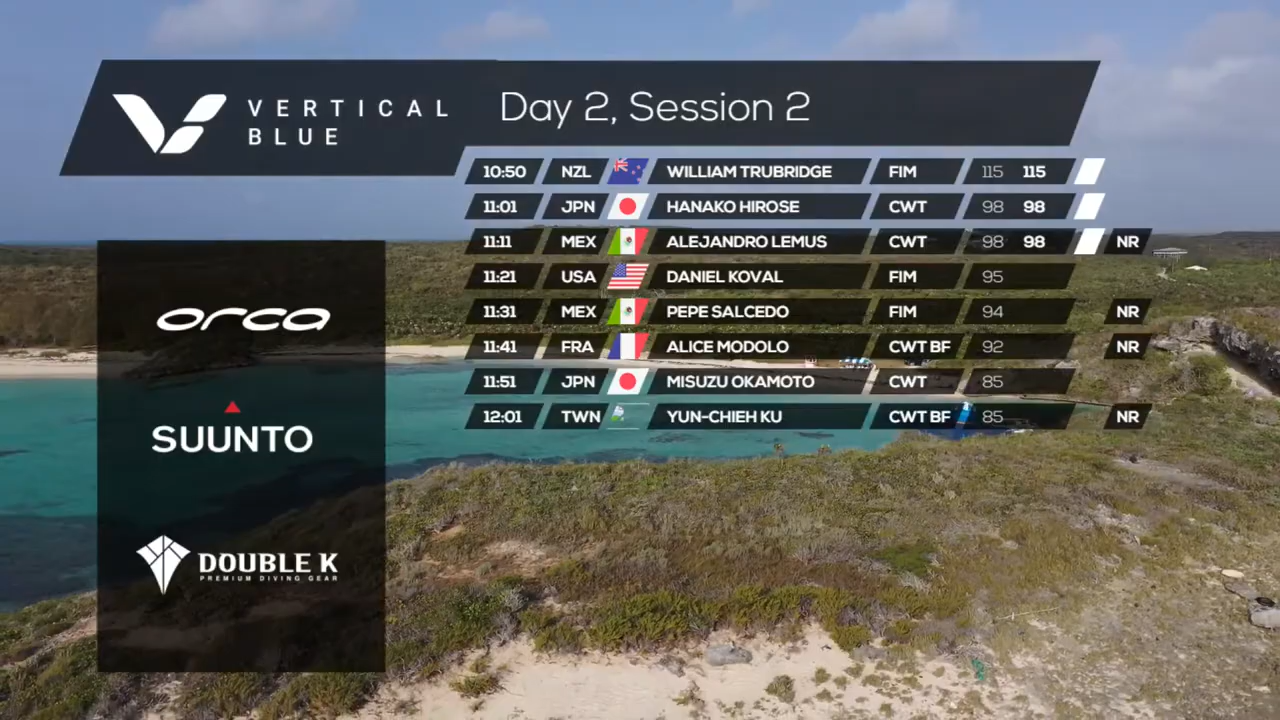 VERTICAL
BLUE
Day 2, Session 2
10:50 NZL WILLIAM TRUBRIDGE FIM 115 115
11:01 JPN HANAKO HIROSE CWT 98 98
11:11 MEX ALEJANDRO LEMUS CWT 98 98 NR
11:21 USA DANIEL KOVAL FIM 95
11:31 MEX PEPE SALCEDO FIM 94 NR
11:41 FRA ALICE MODOLO CWT BF 92 NR
11:51 JPN MISUZU OKAMOTO CWT 85
12:01 TWN YUN-CHIEH KU CWT BF 85 NR
orca
SUUNTO
DOUBLE K
PREMIUM DIVING GEAR